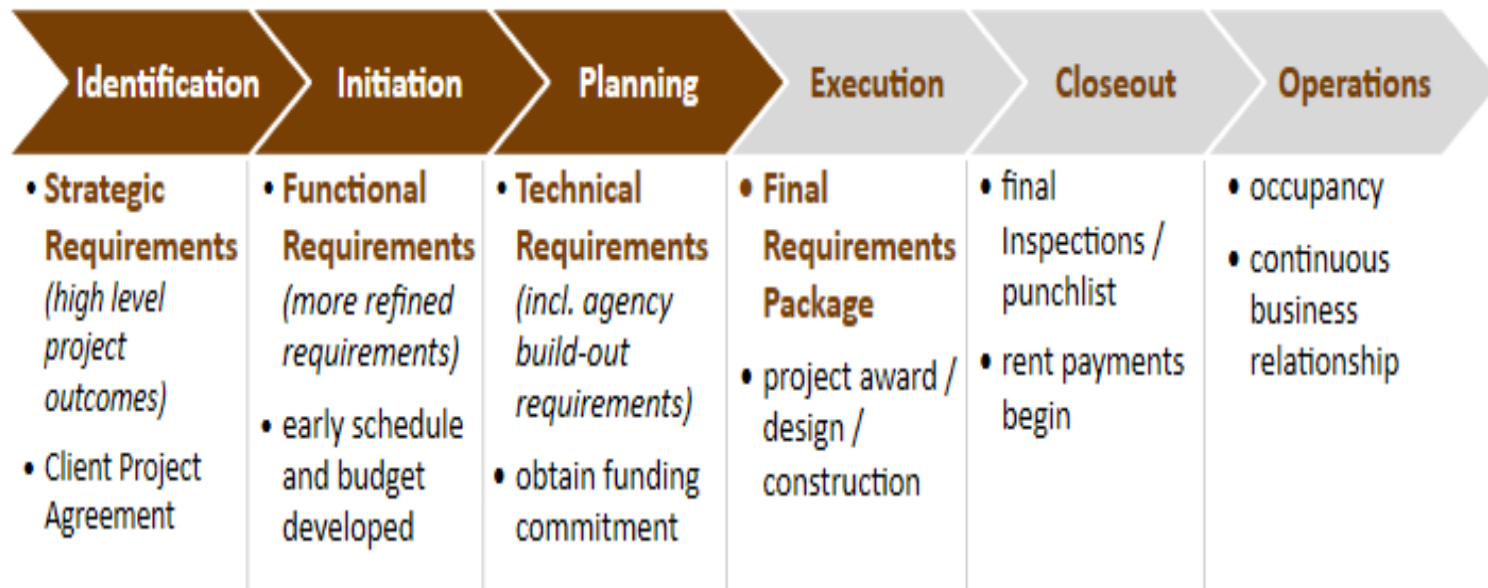 Identification
Initiation
Planning
Execution
Closeout
Operations
• Strategic
Requirements
(high level
project
outcomes)
• Client Project
Agreement
• Functional
Requirements
(more refined
requirements)
• early schedule
and budget
developed
• Technical
Requirements
(incl. agency
build-out
requirements)
• obtain funding
commitment
• Final
Requirements
Package
• project award /
design /
construction
• final
Inspections /
punchlist
• rent payments
begin
• occupancy
• continuous
business
relationship